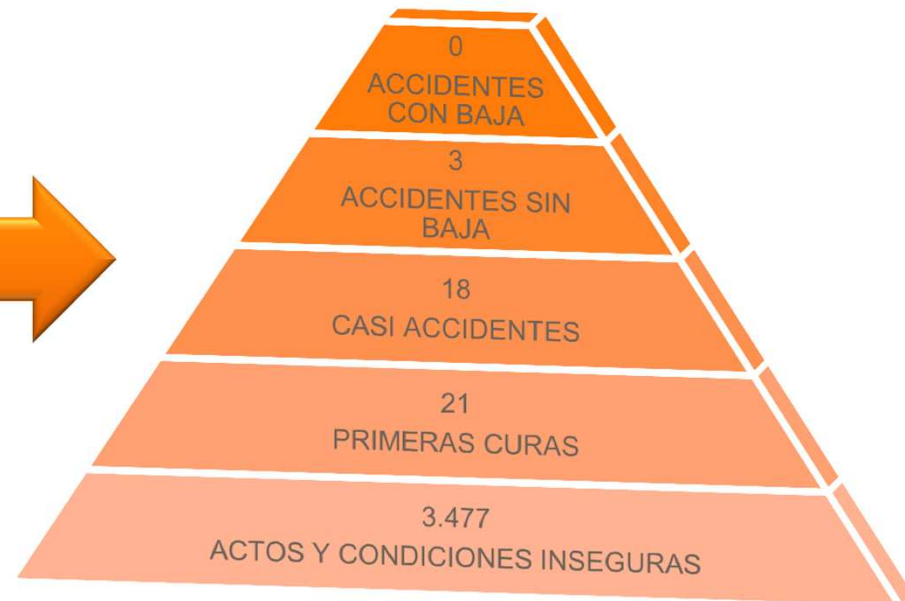 0
ACCIDENTES
CON BAJA
3
ACCIDENTES SIN
BAJA
18
CASI ACCIDENTES
21
PRIMERAS CURAS
3.477
ACTOS Y CONDICIONES INSEGURAS